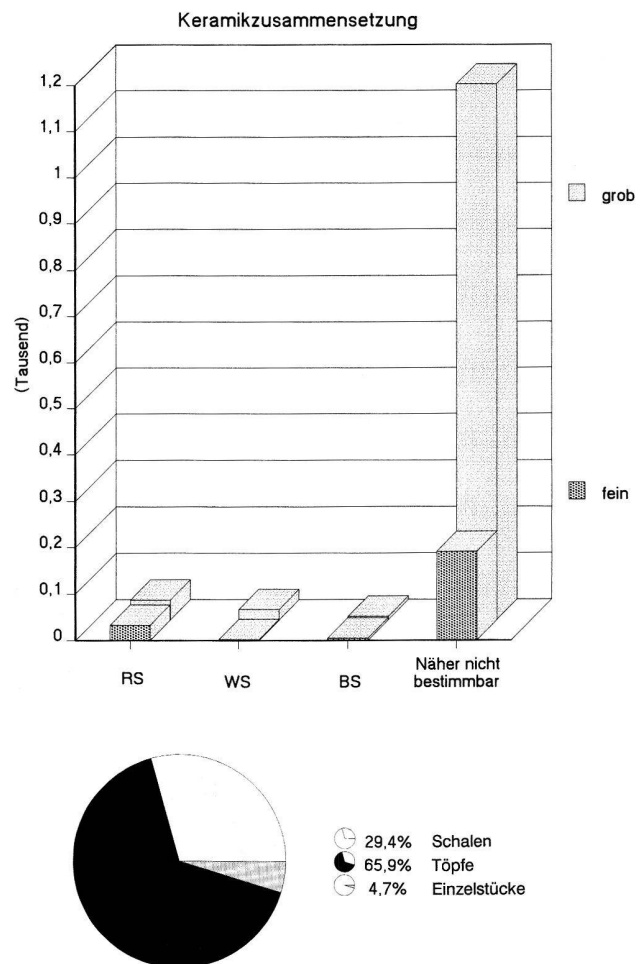 Keramikzusammensetzung
1,2
1,1
1
0,9
0,8
0,7
0,6
0,5
0,4
0,3
0,2
0,1
0
(Tausend)
grob
fein
RS
WS
BS
Näher nicht
bestimmbar
29,4% Schalen
65,9% Töpfe
4,7% Einzelstücke